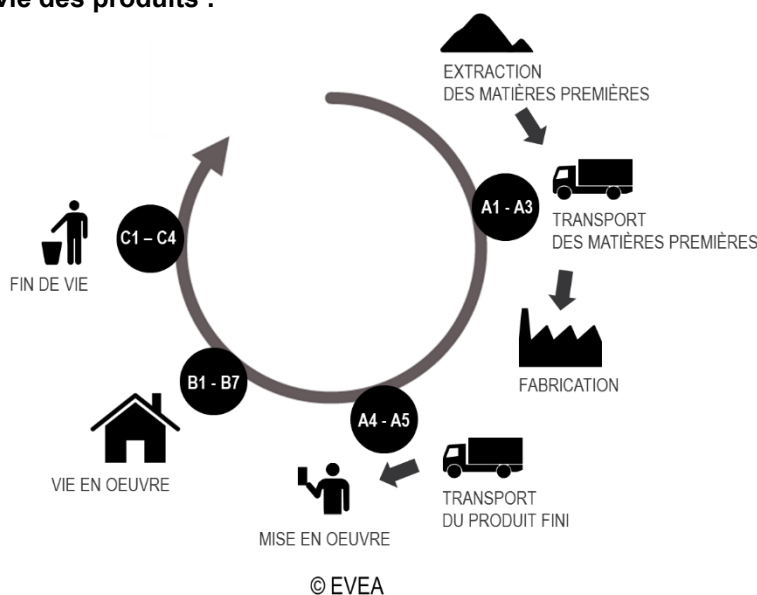 vie des produits :
EXTRACTION
DES MATIÈRES PREMIÈRES
A1 - A3
TRANSPORT
DES MATIÈRES PREMIÈRES
FABRICATION
A4 - A5
TRANSPORT
DU PRODUIT FINI
MISE EN OEUVRE
B1 - B7
VIE EN OEUVRE
C1 – C4
FIN DE VIE
© EVEA